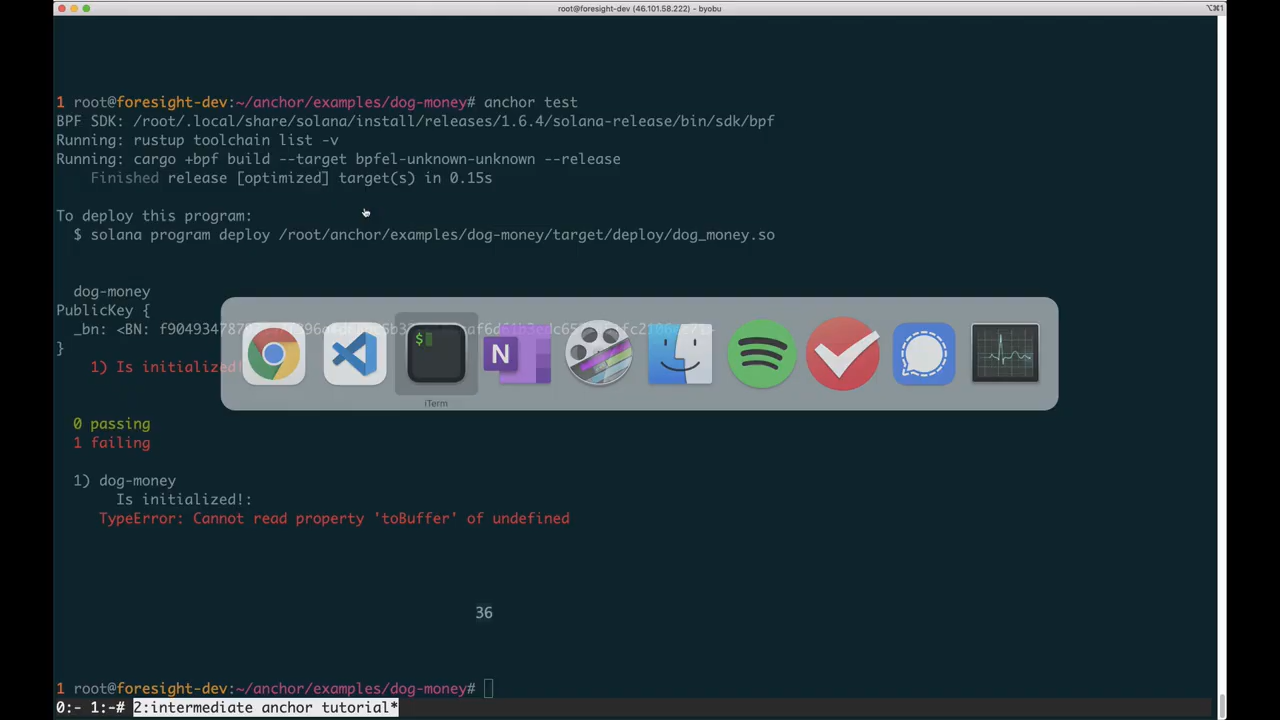 root@foresight-dev (46.101.58.222) - byobu
⌥⌘1
1 root@foresight-dev:~/anchor/examples/dog-money# anchor test
BPF SDK: /root/.local/share/solana/install/releases/1.6.4/solana-release/bin/sdk/bpf
Running: rustup toolchain list -v
Running: cargo +bpf build --target bpfel-unknown-unknown --release
Finished release [optimized] target(s) in 0.15s
To deploy this program:
$ solana program deploy /root/anchor/examples/dog-money/target/deploy/dog_money.so
dog-money
PublicKey {
_bn: <BN:
}
1) Is initialized!
iTerm
0 passing
1 failing
1) dog-money
Is initialized!:
TypeError: Cannot read property 'toBuffer' of undefined
36
1 root@foresight-dev:~/anchor/examples/dog-money#
0:- 1:-# 2:intermediate anchor tutorial*